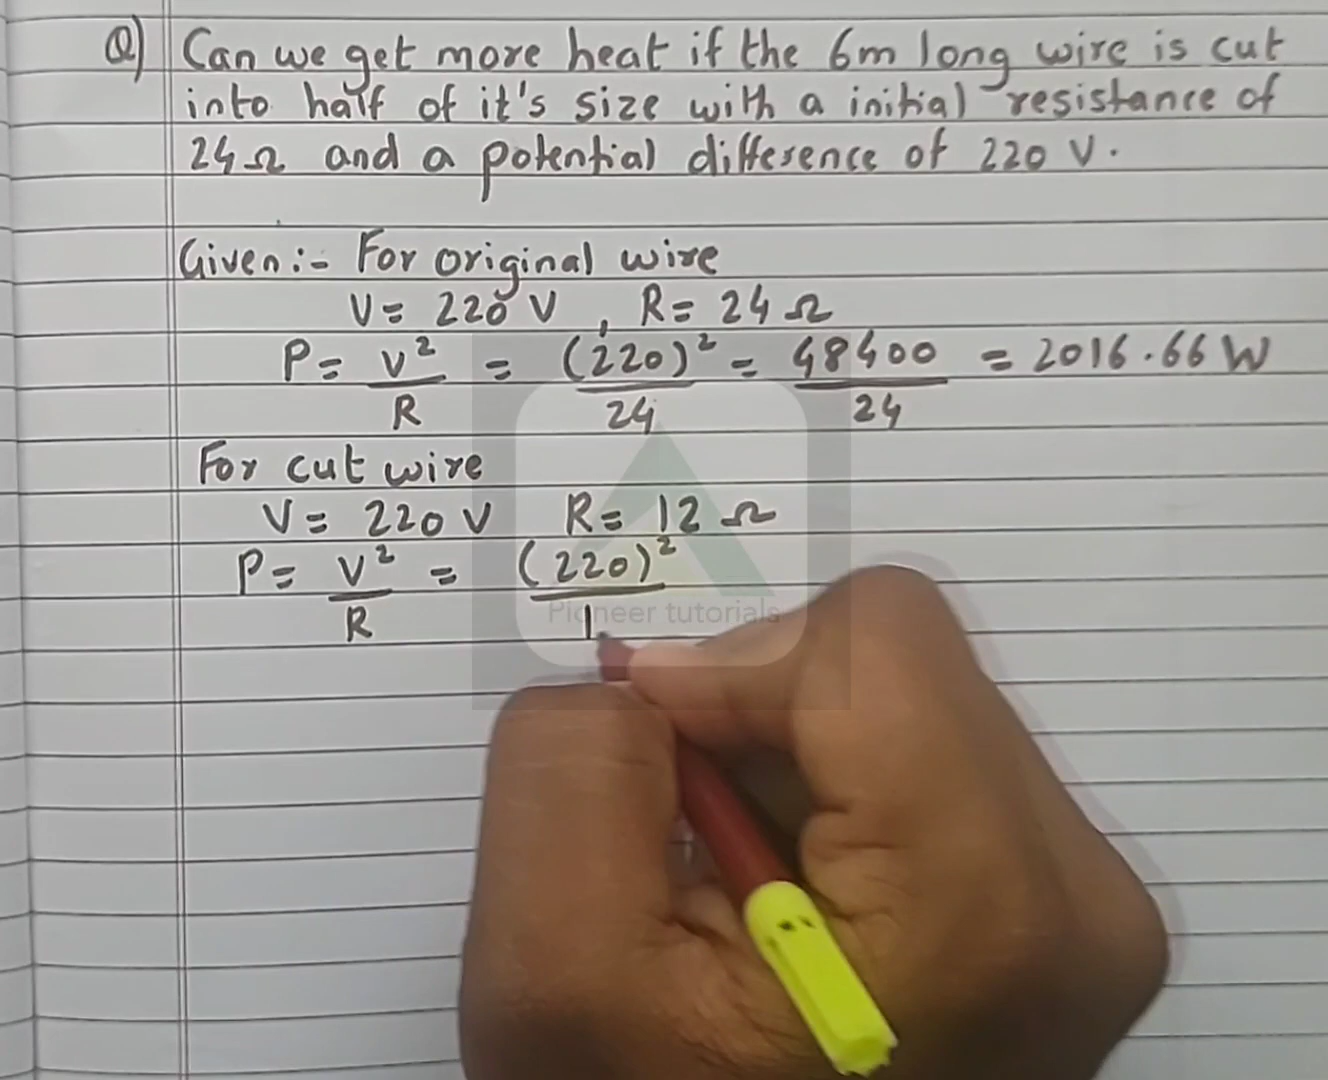 Q) Can we get more heat if the 6m long wire is cut
into half of it's size with a initial resistance of
24Ω and a potential difference of 220 V.
Given:- For original wire
V= 220 V , R= 24 Ω
P= V²/R = (220)²/24 = 48400/24 = 2016.66 W
For cut wire
V= 220 V R= 12 Ω
P= V²/R = (220)²/1
Pioneer tutorials